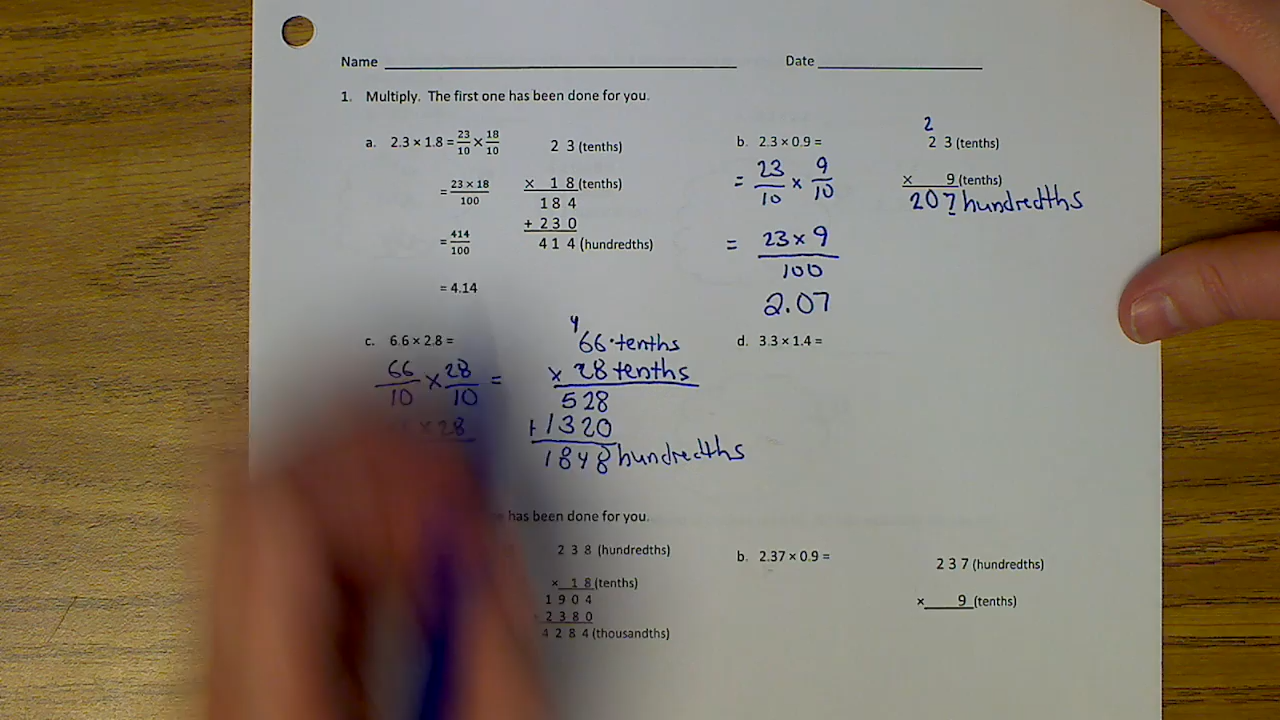 Name ____ Date ____
1. Multiply. The first one has been done for you.
a. 2.3 × 1.8 = 23/10 × 18/10
= 23 × 18/100
= 414/100
= 4.14
2 3 (tenths)
× 1 8 (tenths)
1 8 4
+ 2 3 0
4 1 4 (hundredths)
b. 2.3 × 0.9 =
= 23/10 × 9/10
= 23 × 9/100
2.07
2
2 3 (tenths)
× 9 (tenths)
207 hundredths
c. 6.6 × 2.8 =
66/10 × 28/10 =
× 28
4
66 tenths
× 28 tenths
528
+1320
1848 hundredths
d. 3.3 × 1.4 =
has been done for you.
2 3 8 (hundredths)
× 1 8 (tenths)
1 9 0 4
2 3 8 0
4 2 8 4 (thousandths)
b. 2.37 × 0.9 =
2 3 7 (hundredths)
× 9 (tenths)